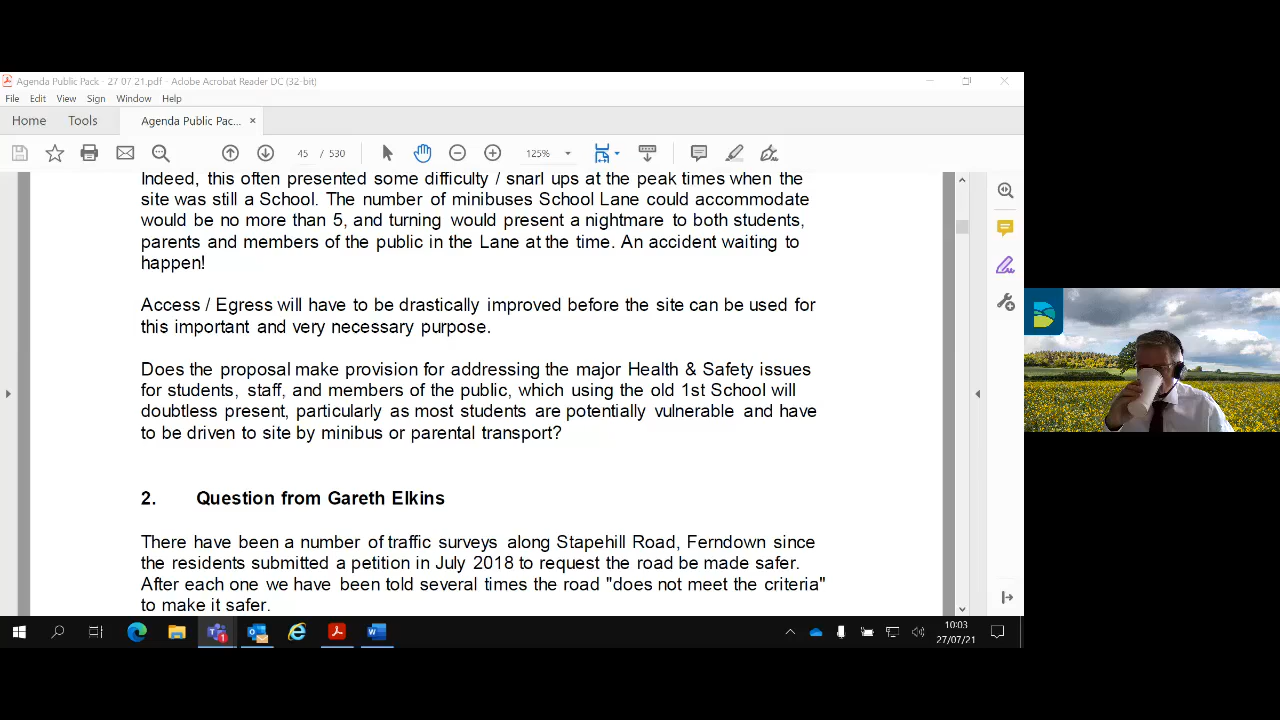 Agenda Public Pack - 27 07 21.pdf - Adobe Acrobat Reader DC (32-bit)
File Edit View Sign Window Help
Home Tools Agenda Public Pac... ×
45 / 530 125%
Indeed, this often presented some difficulty / snarl ups at the peak times when the
site was still a School. The number of minibuses School Lane could accommodate
would be no more than 5, and turning would present a nightmare to both students,
parents and members of the public in the Lane at the time. An accident waiting to
happen!
Access / Egress will have to be drastically improved before the site can be used for
this important and very necessary purpose.
Does the proposal make provision for addressing the major Health & Safety issues
for students, staff, and members of the public, which using the old 1st School will
doubtless present, particularly as most students are potentially vulnerable and have
to be driven to site by minibus or parental transport?
2. Question from Gareth Elkins
There have been a number of traffic surveys along Stapehill Road, Ferndown since
the residents submitted a petition in July 2018 to request the road be made safer.
After each one we have been told several times the road "does not meet the criteria"
to make it safer.
10:03
27/07/21